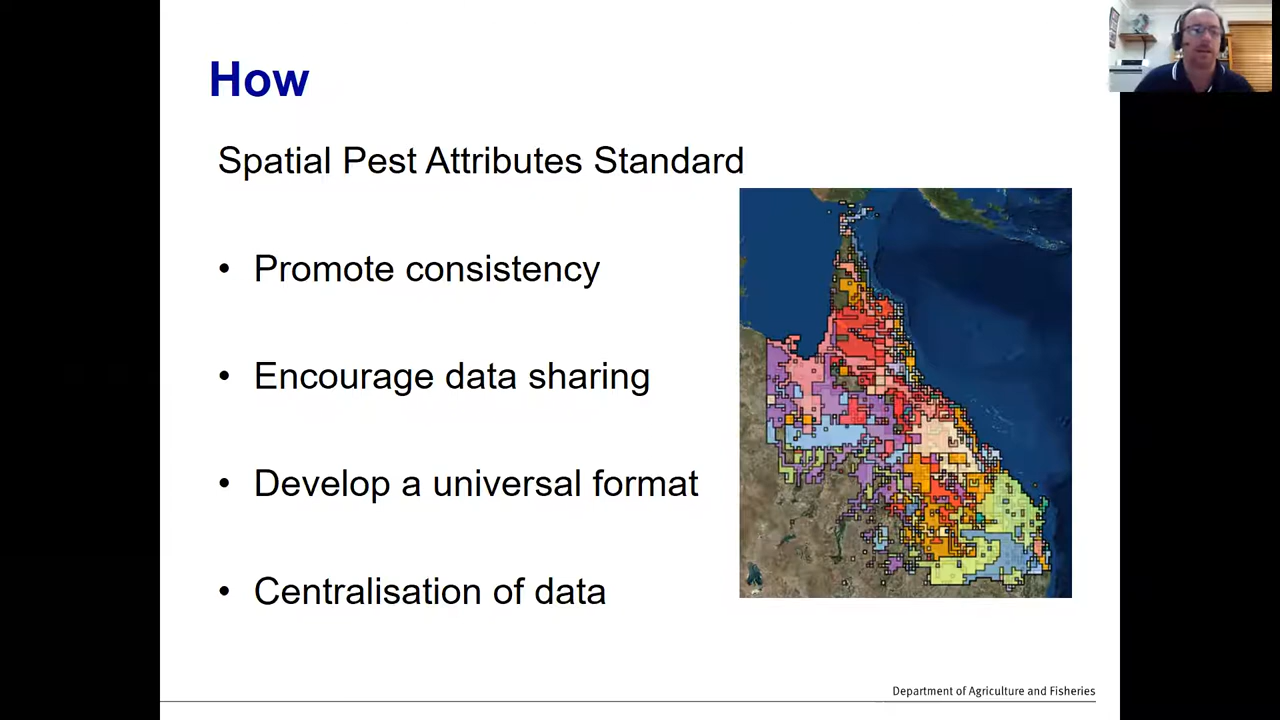 How
Spatial Pest Attributes Standard
• Promote consistency
• Encourage data sharing
• Develop a universal format
• Centralisation of data
Department of Agriculture and Fisheries